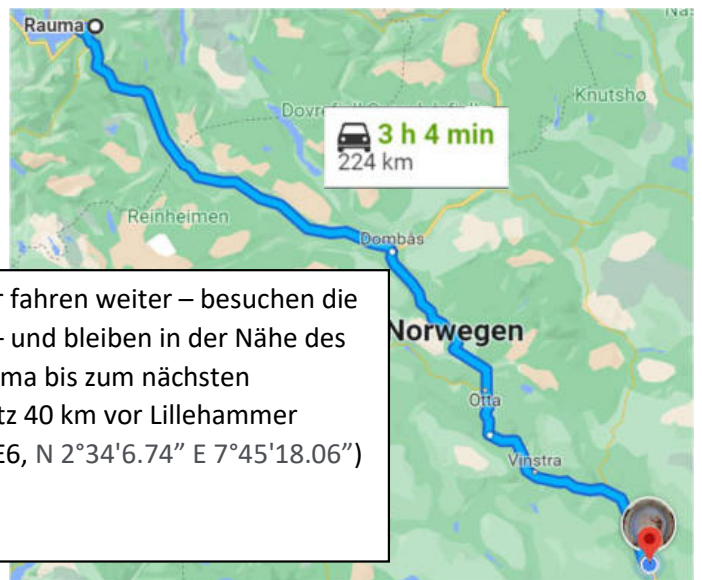 Rauma
Knutshø
3 h 4 min
224 km
Reinheimen
Dombås
r fahren weiter – besuchen die
– und bleiben in der Nähe des
ma bis zum nächsten
tz 40 km vor Lillehammer
E6, N 2°34'6.74” E 7°45'18.06”)
Norwegen
Otta
Vinstra